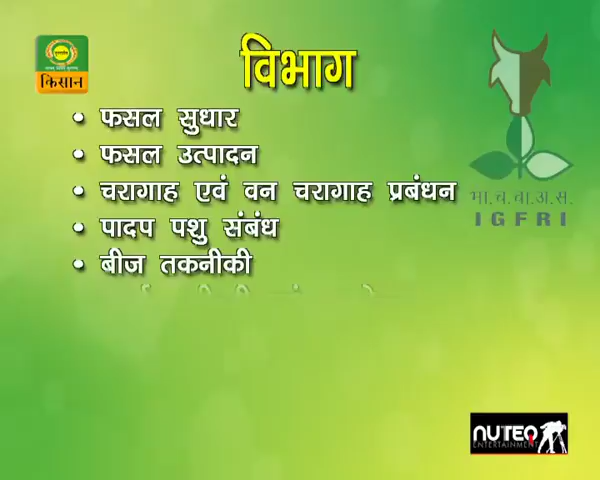 विभाग
किसान
• फसल सुधार
• फसल उत्पादन
• चरागाह एवं वन चरागाह प्रबंधन
• पादप पशु संबंध
• बीज तकनीकी
भा.च.चा.अ.स.
IGFRI
NUTEQ
ENTERTAINMENT